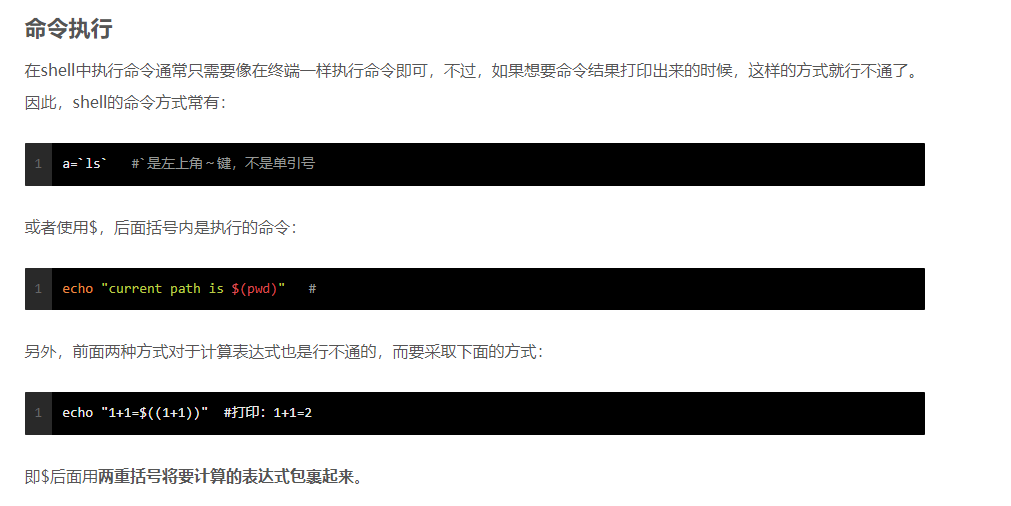 命令执行
在shell中执行命令通常只需要像在终端一样执行命令即可，不过，如果想要命令结果打印出来的时候，这样的方式就行不通了。
因此，shell的命令方式常有：
1 a=`ls`   #`是左上角～键，不是单引号
或者使用$，后面括号内是执行的命令：
1 echo "current path is $(pwd)"   #
另外，前面两种方式对于计算表达式也是行不通的，而要采取下面的方式：
1 echo "1+1=$((1+1))"  #打印：1+1=2
即$后面用两重括号将要计算的表达式包裹起来。